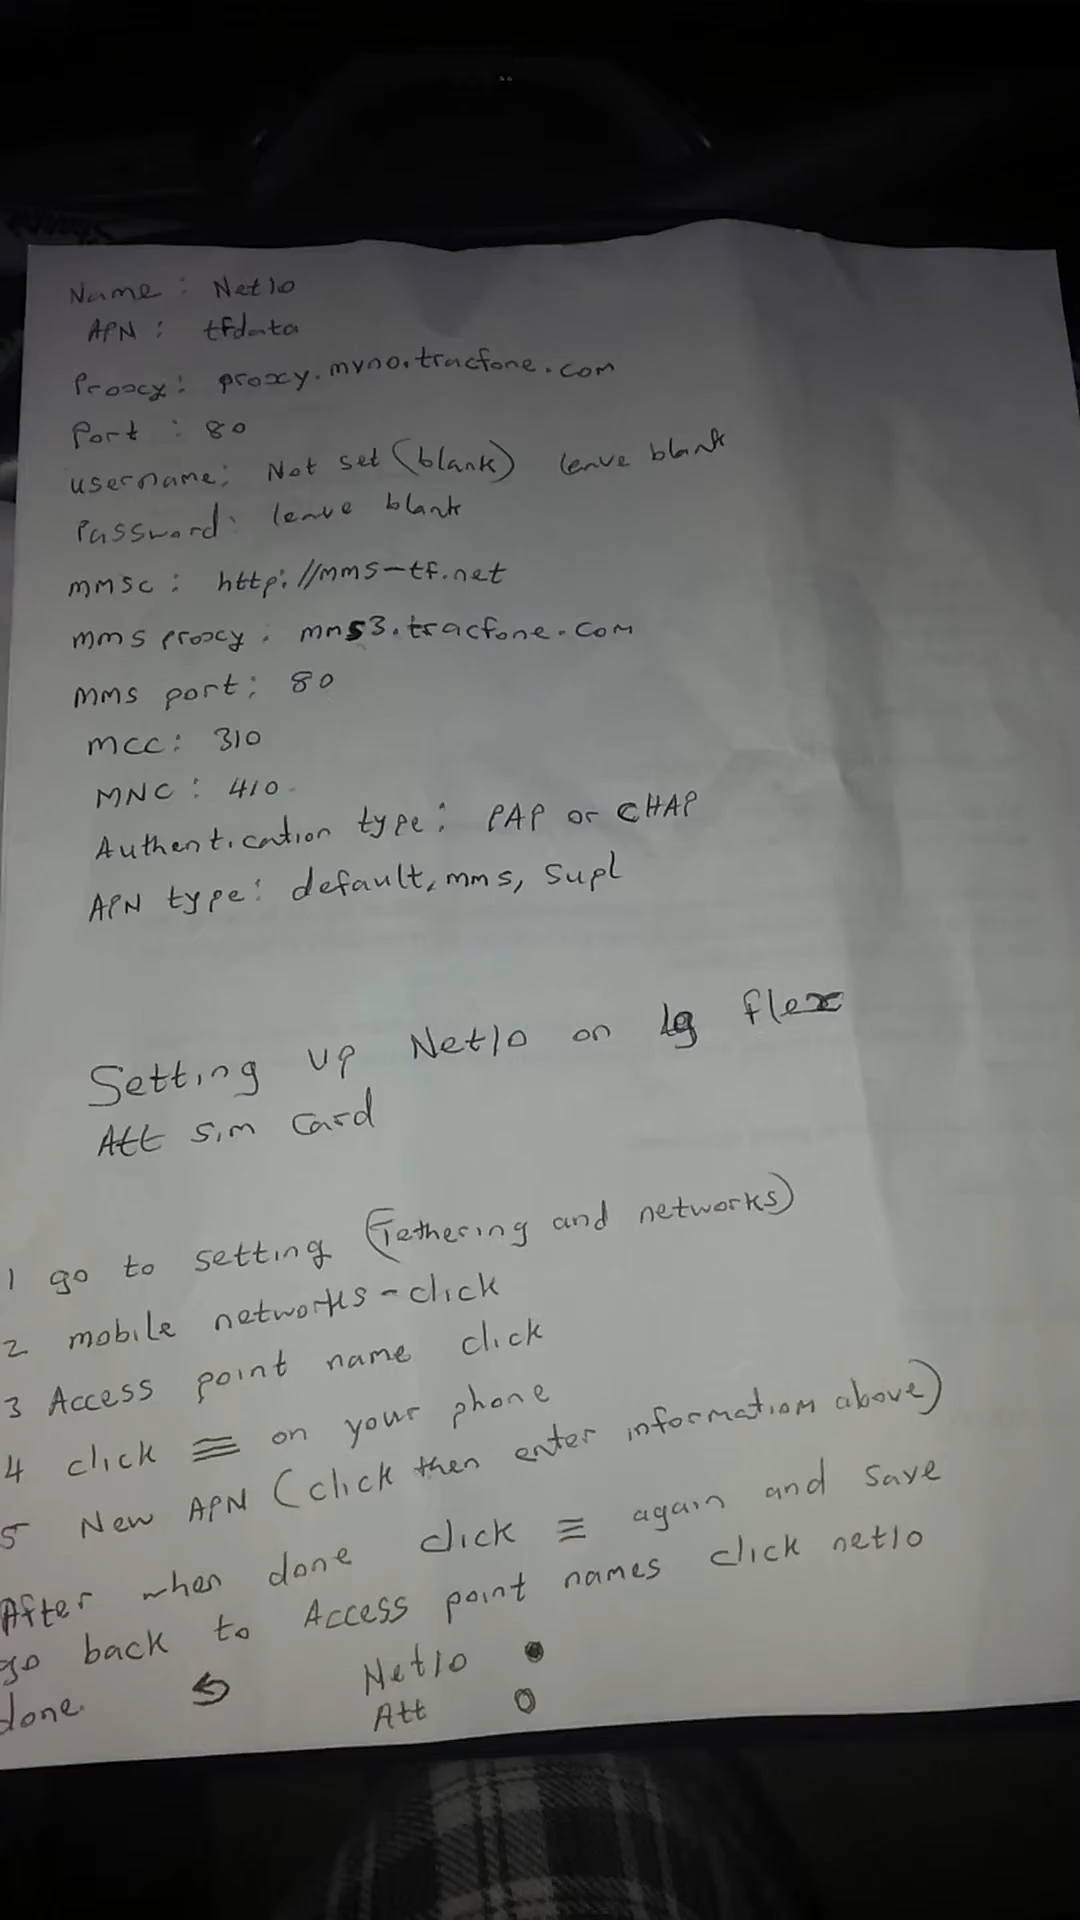 Name : Net10
APN : tfdata
Proxy: proxy.mvno.tracfone.com
Port : 80
username: Not set (blank) leave blank
Password: leave blank
mmsc : http://mms-tf.net
mms proxy: mms3.tracfone.com
mms port: 80
MCC: 310
MNC: 410
Authentication type: PAP or CHAP
APN type: default, mms, supl
Setting up Net10 on lg flex
Att sim card
1 go to setting (Tethering and networks)
2 mobile networks - click
3 Access point name click
4 click ≡ on your phone
5 New APN (click then enter information above)
After when done click ≡ again and save
go back to Access point names click net10
done. Net10
Att